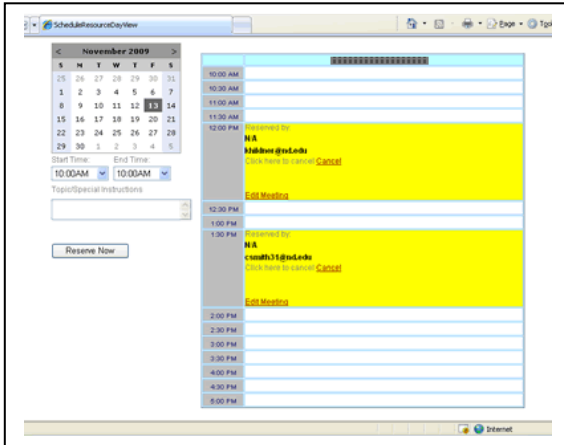 ScheduleResourceDayView
Page
< November 2009 >
S M T W T F S
25 26 27 28 29 30 31
1 2 3 4 5 6 7
8 9 10 11 12 13 14
15 16 17 18 19 20 21
22 23 24 25 26 27 28
29 30 1 2 3 4 5
Start Time: End Time:
10:00AM 10:00AM
Topic/Special Instructions
Reserve Now
10:00 AM
10:30 AM
11:00 AM
11:30 AM
12:00 PM Reserved by:
N/A
khildner@nd.edu
Click here to cancel Cancel
Edit Meeting
12:30 PM
1:00 PM
1:30 PM Reserved by:
N/A
csmith31@nd.edu
Click here to cancel Cancel
Edit Meeting
2:00 PM
2:30 PM
3:00 PM
3:30 PM
4:00 PM
4:30 PM
5:00 PM
Internet